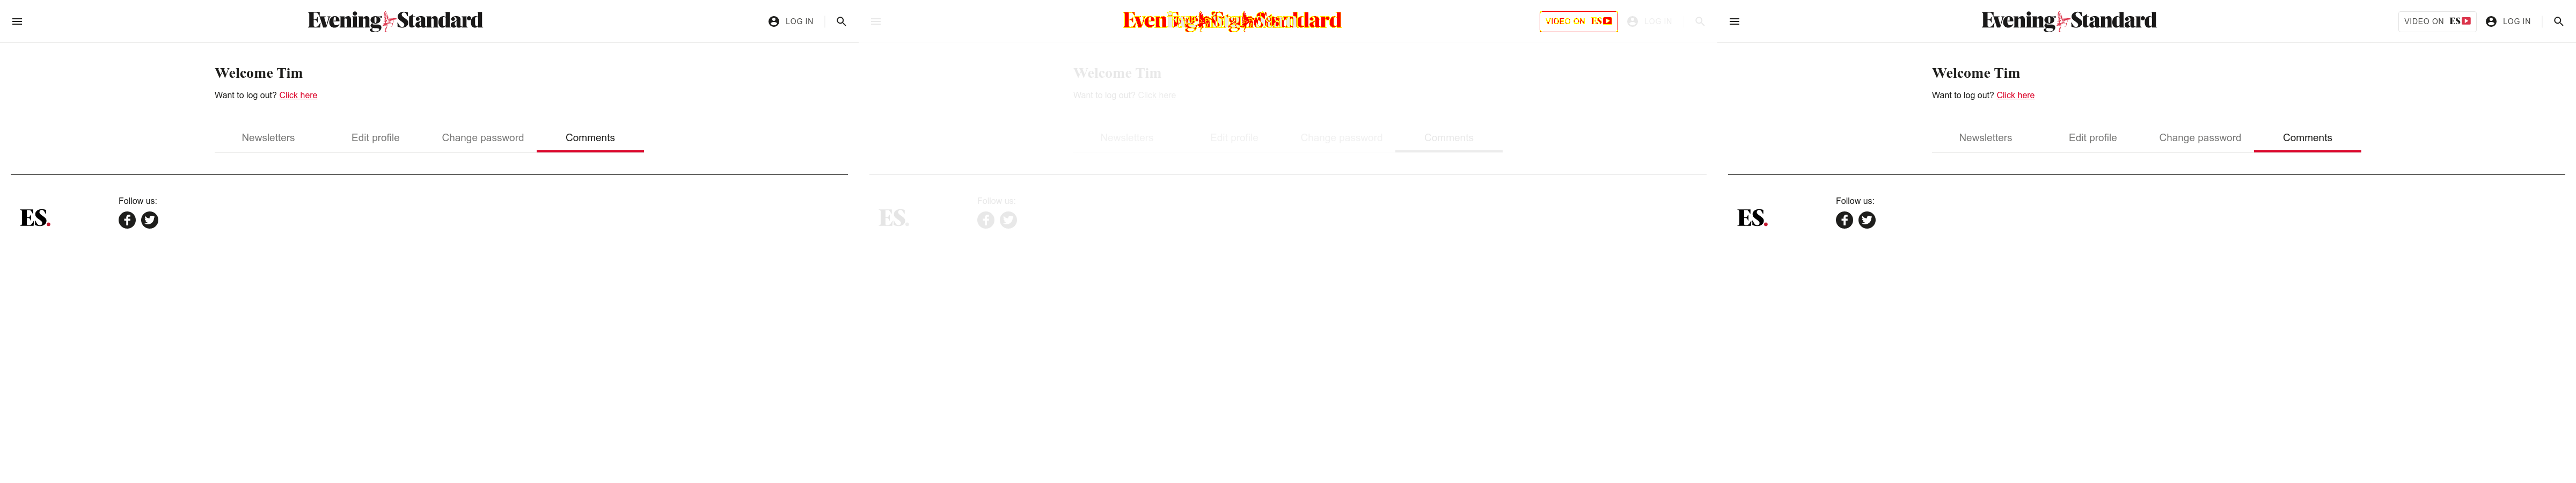 Evening Standard
LOG IN
Welcome Tim
Want to log out? Click here
Newsletters Edit profile Change password Comments
Follow us:
ES.
VIDEO ON ES
LOG IN
Welcome Tim
Want to log out? Click here
Newsletters Edit profile Change password Comments
Follow us:
ES.
Evening Standard
VIDEO ON ES
LOG IN
Welcome Tim
Want to log out? Click here
Newsletters Edit profile Change password Comments
Follow us:
ES.